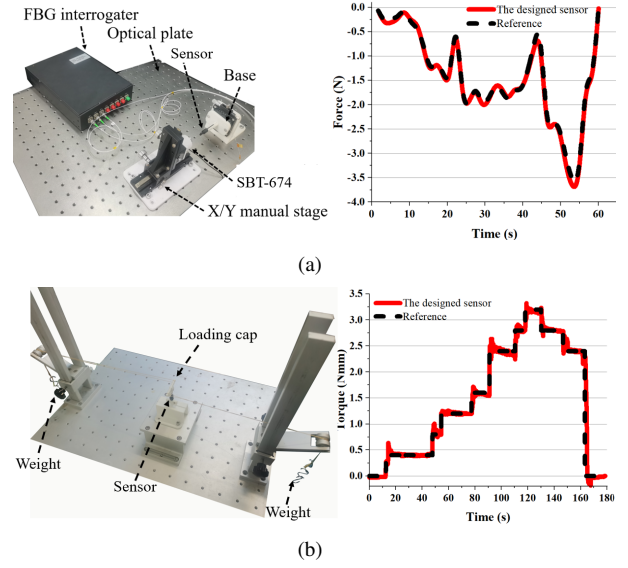 FBG interrogater
Optical plate
Sensor
Base
SBT-674
X/Y manual stage
The designed sensor
Reference
Force (N)
0.0
-0.5
-1.0
-1.5
-2.0
-2.5
-3.0
-3.5
-4.0
0 10 20 30 40 50 60
Time (s)
(a)
Loading cap
Weight
Sensor
Weight
The designed sensor
Reference
Torque (Nmm)
3.5
3.0
2.5
2.0
1.5
1.0
0.5
0.0
0 20 40 60 80 100 120 140 160 180
Time (s)
(b)